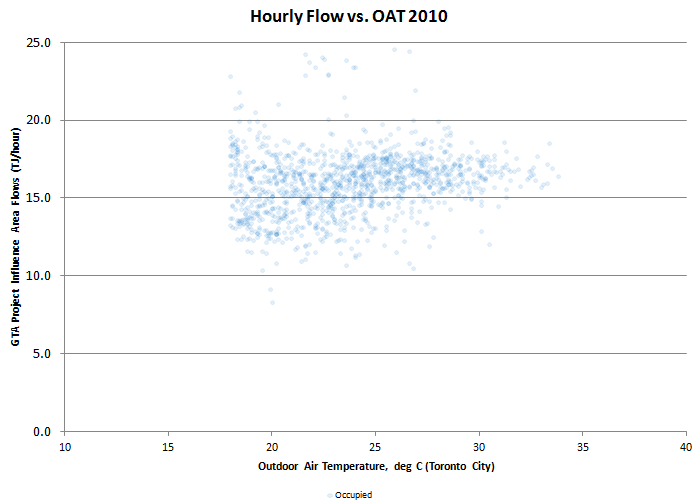 Hourly Flow vs. OAT 2010
GTA Project Influence Area Flows (TJ/hour)
25.0
20.0
15.0
10.0
5.0
0.0
10 15 20 25 30 35 40
Outdoor Air Temperature, deg C (Toronto City)
Occupied